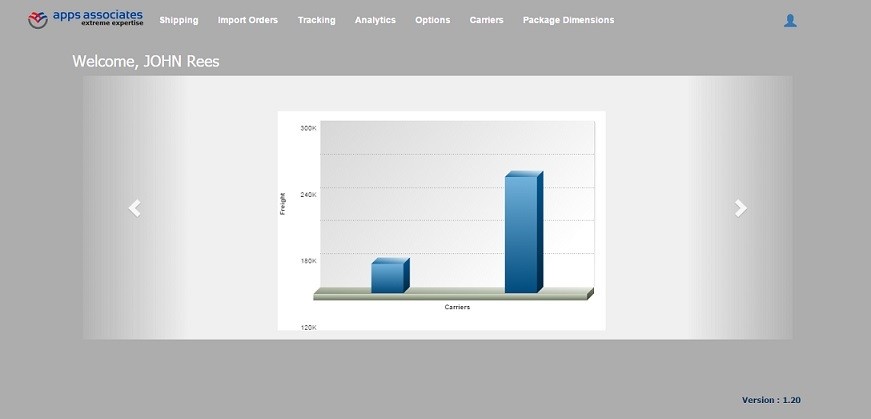 apps associates
extreme expertise
Shipping Import Orders Tracking Analytics Options Carriers Package Dimensions
Welcome, JOHN Rees
300K
240K
180K
120K
Freight
Carriers
Version : 1.20